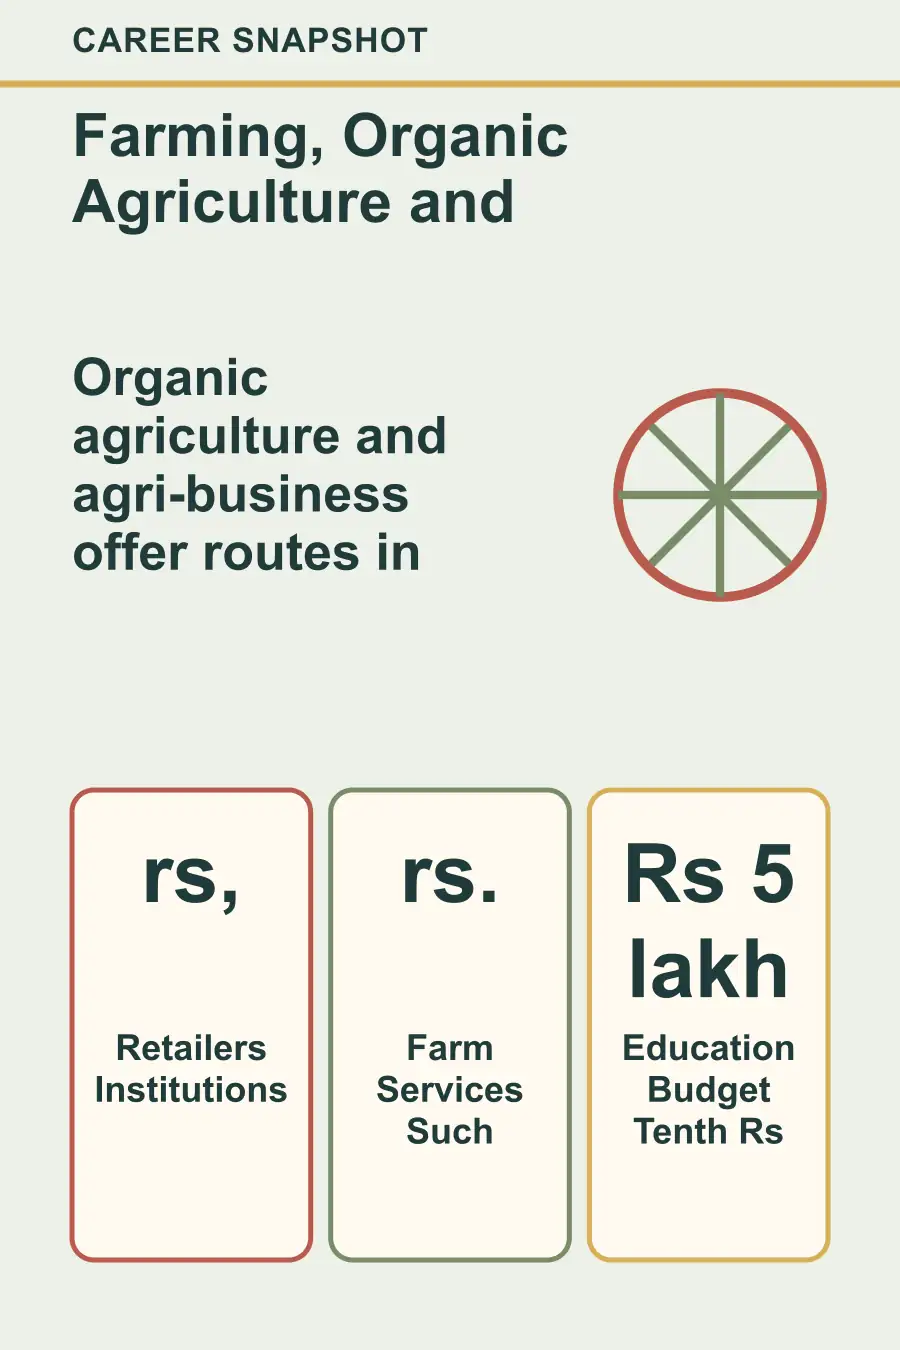 CAREER SNAPSHOT
Farming, Organic
Agriculture and
Organic
agriculture and
agri-business
offer routes in
rs,
Retailers
Institutions
rs.
Farm
Services
Such
Rs 5
lakh
Education
Budget
Tenth Rs